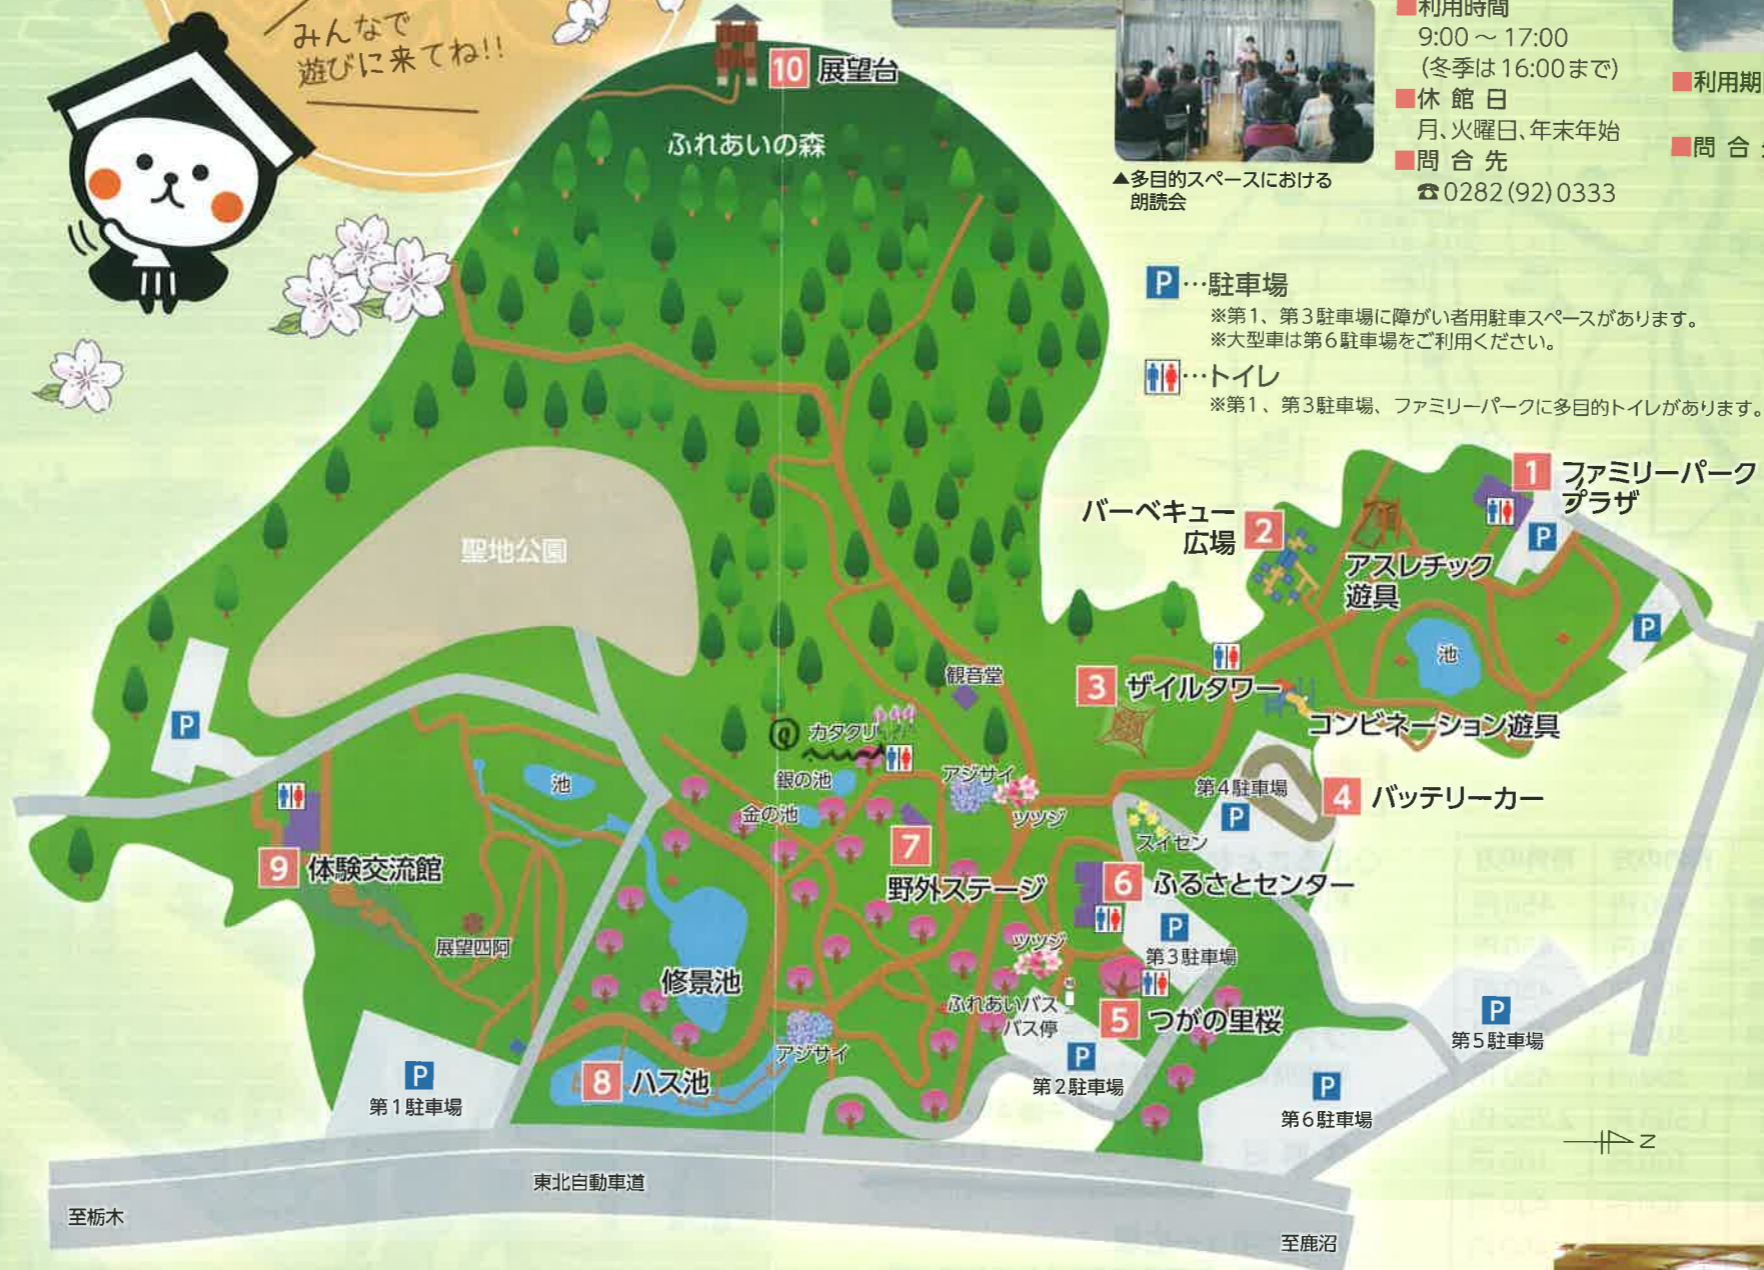 みんなで
遊びに来てね!!
■利用時間
9:00～17:00
(冬季は16:00まで)
■休館日
月、火曜日、年末年始
■問合先
☎0282(92)0333
■利用期
■問合
▲多目的スペースにおける
朗読会
P…駐車場
※第1、第3駐車場に障がい者用駐車スペースがあります。
※大型車は第6駐車場をご利用ください。
…トイレ
※第1、第3駐車場、ファミリーパークに多目的トイレがあります。
10 展望台
ふれあいの森
1 ファミリーパーク
プラザ
P
バーベキュー
広場 2
アスレチック
遊具
P
池
聖地公園
観音堂
3 ザイルタワー
コンビネーション遊具
P
カタクリ
銀の池
金の池
アジサイ
ツツジ
池
第4駐車場
P
4 バッテリーカー
スイセン
7
野外ステージ
6 ふるさとセンター
P
第3駐車場
9 体験交流館
展望四阿
修景池
ツツジ
ふれあいバス
バス停
5 つがの里桜
P
第5駐車場
アジサイ
8 ハス池
P
第2駐車場
P
第1駐車場
P
第6駐車場
N
東北自動車道
至栃木
至鹿沼